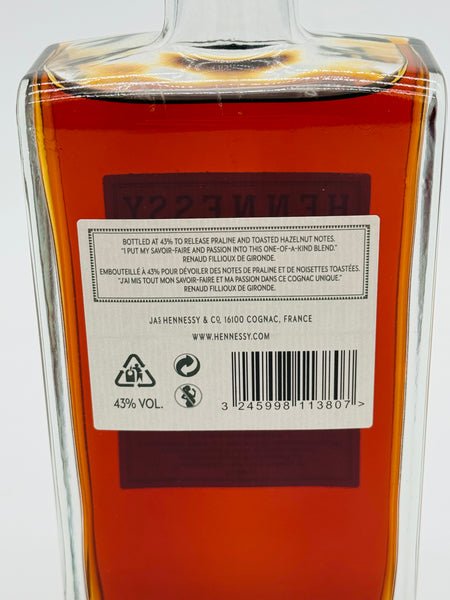 HENNESSY
BOTTLED AT 43% TO RELEASE PRALINE AND TOASTED HAZELNUT NOTES.
"I PUT MY SAVOIR-FAIRE AND PASSION INTO THIS ONE-OF-A-KIND BLEND."
RENAUD FILLIOUX DE GIRONDE.
EMBOUTEILLÉ À 43% POUR DÉVOILER DES NOTES DE PRALINE ET DE NOISETTES TOASTÉES.
"J'AI MIS TOUT MON SAVOIR-FAIRE ET MA PASSION DANS CE COGNAC UNIQUE."
RENAUD FILLIOUX DE GIRONDE.
JAS HENNESSY & CO, 16100 COGNAC, FRANCE
WWW.HENNESSY.COM
43% VOL.
3 245998 113807 >